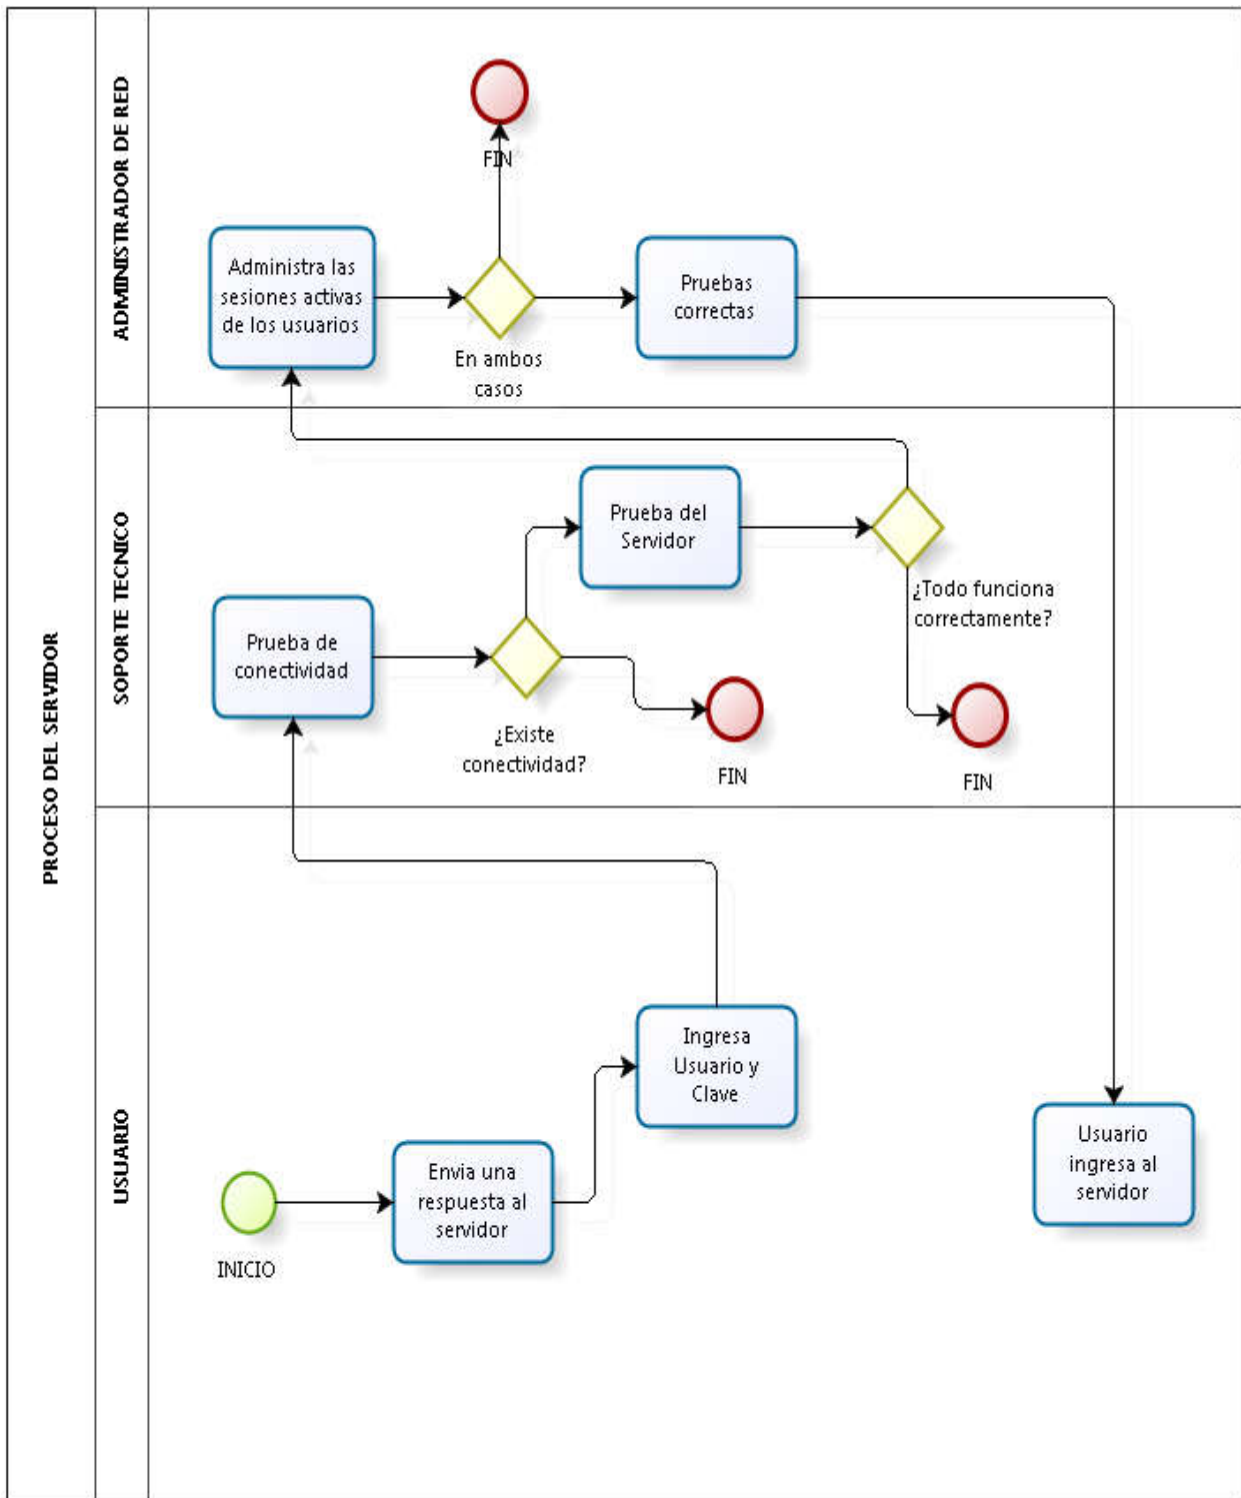 PROCESO DEL SERVIDOR
ADMINISTRADOR DE RED
FIN
Administra las
sesiones activas
de los usuarios
En ambos
casos
Pruebas
correctas
SOPORTE TECNICO
Prueba del
Servidor
¿Todo funciona
correctamente?
Prueba de
conectividad
¿Existe
conectividad?
FIN
FIN
USUARIO
Ingresa
Usuario y
Clave
Envia una
respuesta al
servidor
INICIO
Usuario
ingresa al
servidor